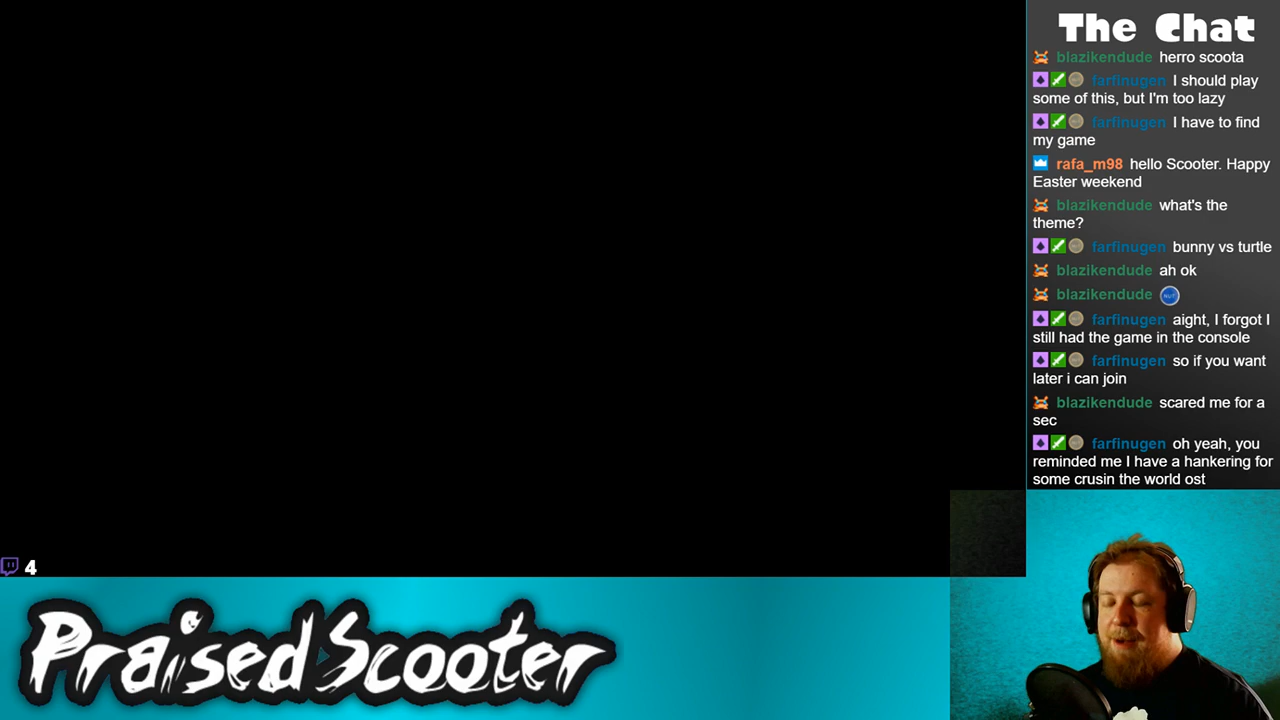 The Chat
blazikendude herro scoota
farfinugen I should play
some of this, but I'm too lazy
farfinugen I have to find
my game
rafa_m98 hello Scooter. Happy
Easter weekend
blazikendude what's the
theme?
farfinugen bunny vs turtle
blazikendude ah ok
blazikendude NUT
farfinugen aight, I forgot I
still had the game in the console
farfinugen so if you want
later i can join
blazikendude scared me for a
sec
farfinugen oh yeah, you
reminded me I have a hankering for
some crusin the world ost
4
PraisedScooter